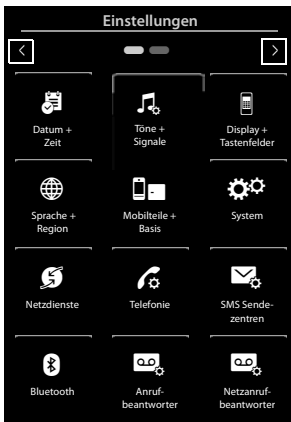 Einstellungen
Datum +
Zeit
Töne +
Signale
Display +
Tastenfelder
Sprache +
Region
Mobilteile +
Basis
System
Netzdienste
Telefonie
SMS Sende-
zentren
Bluetooth
Anruf-
beantworter
Netzanruf-
beantworter